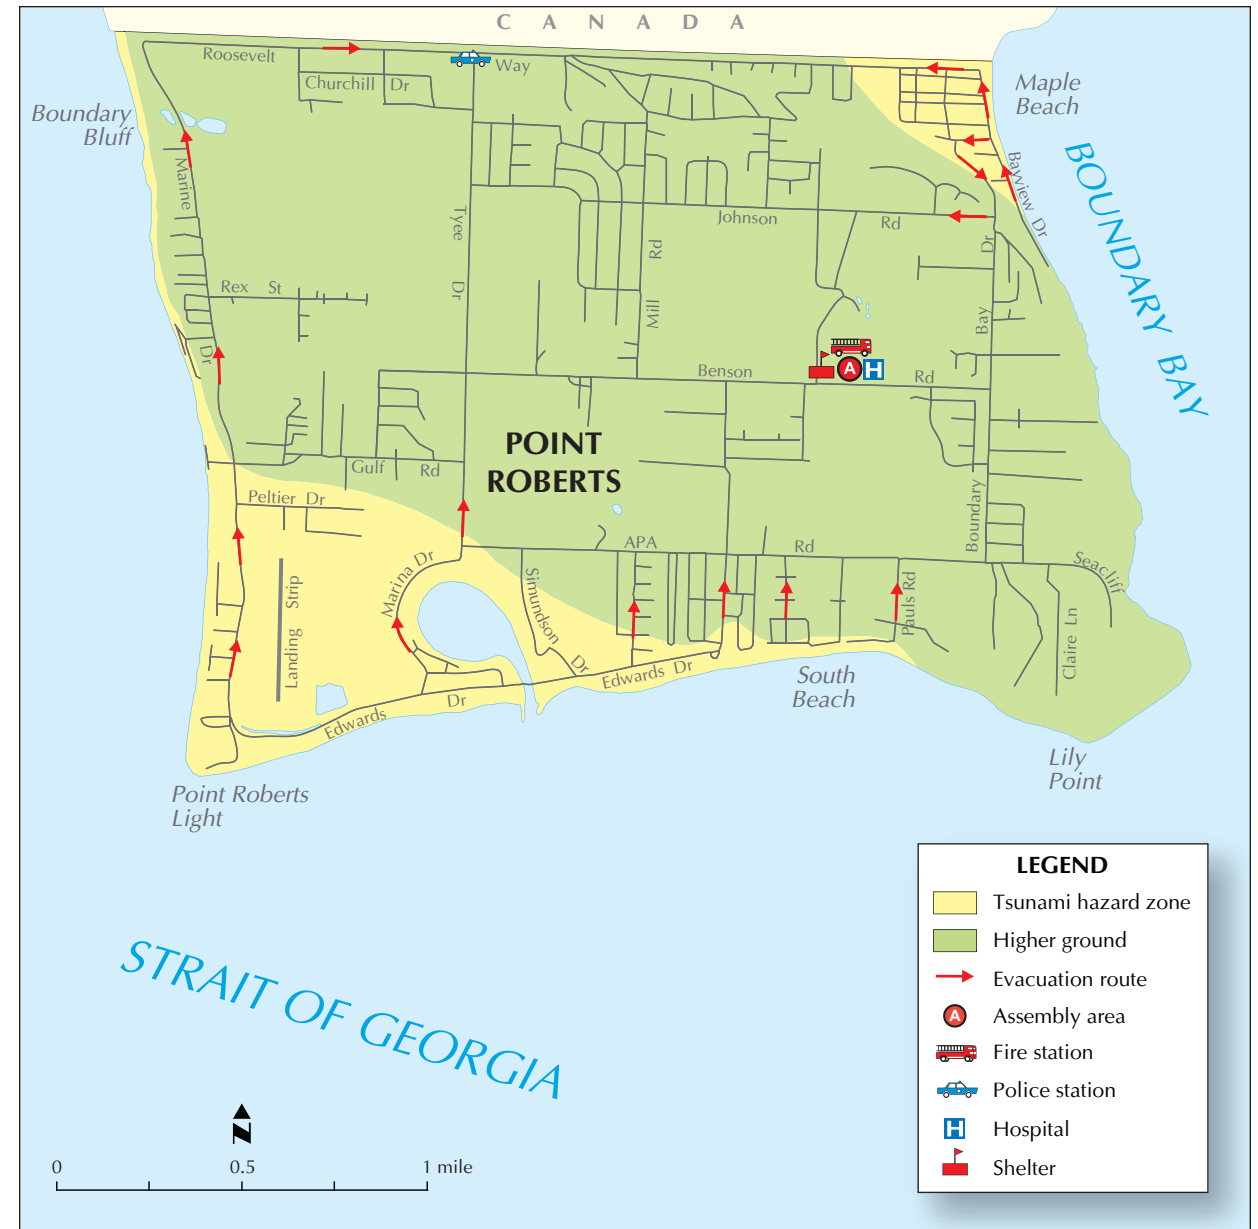 C A N A D A
Roosevelt
Way
Churchill Dr
Maple
Beach
Boundary
Bluff
BOUNDARY BAY
Marine
Dr
Bayview Dr
Tyee
Dr
Johnson
Rd
Mill
Rd
Boundary
Bay
Dr
Rex St
Benson
Rd
A
H
POINT
ROBERTS
Gulf
Rd
Peltier Dr
APA
Rd
Marina Dr
Simundson
Dr
Landing Strip
Pauls Rd
Seacliff
Claire Ln
Edwards
Dr
Edwards Dr
South
Beach
Lily
Point
Point Roberts
Light
STRAIT OF GEORGIA
N
0
0.5
1 mile
LEGEND
Tsunami hazard zone
Higher ground
Evacuation route
A
Assembly area
Fire station
Police station
H
Hospital
Shelter